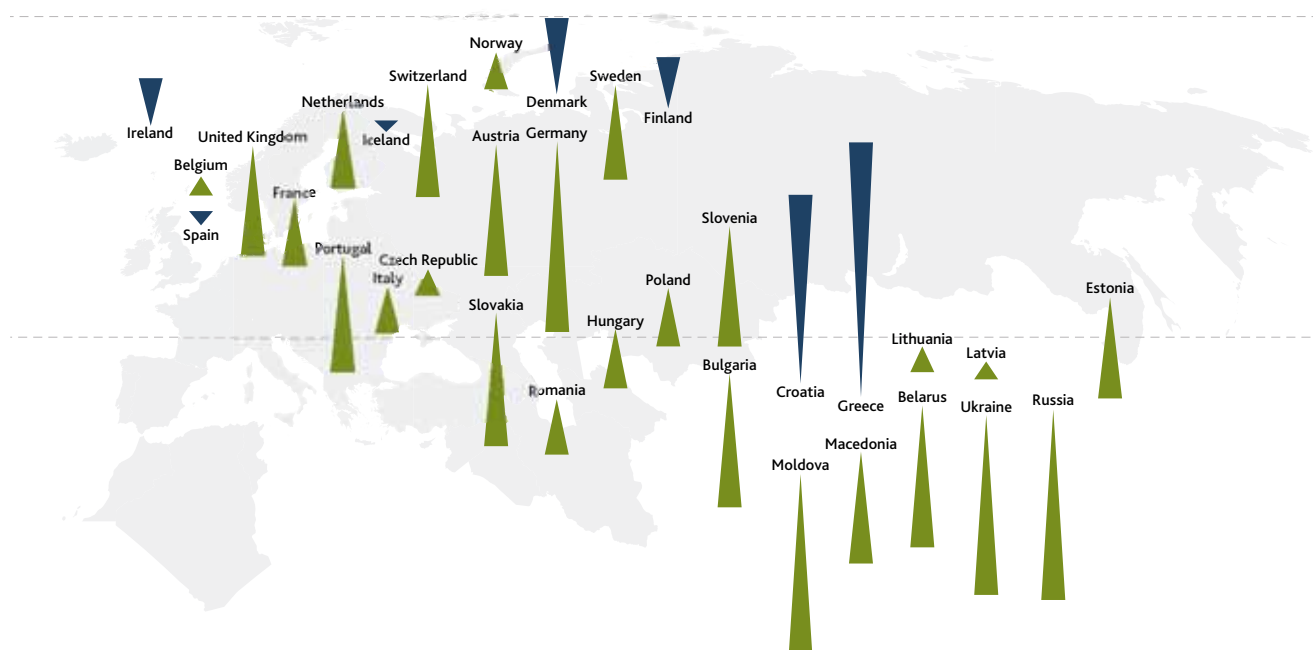 Norway
Switzerland
Sweden
Netherlands
Denmark
Finland
Ireland
United Kingdom
Iceland
Austria
Germany
Belgium
France
Slovenia
Spain
Portugal
Czech Republic
Italy
Poland
Estonia
Slovakia
Hungary
Lithuania
Latvia
Bulgaria
Romania
Croatia
Greece
Belarus
Ukraine
Russia
Macedonia
Moldova